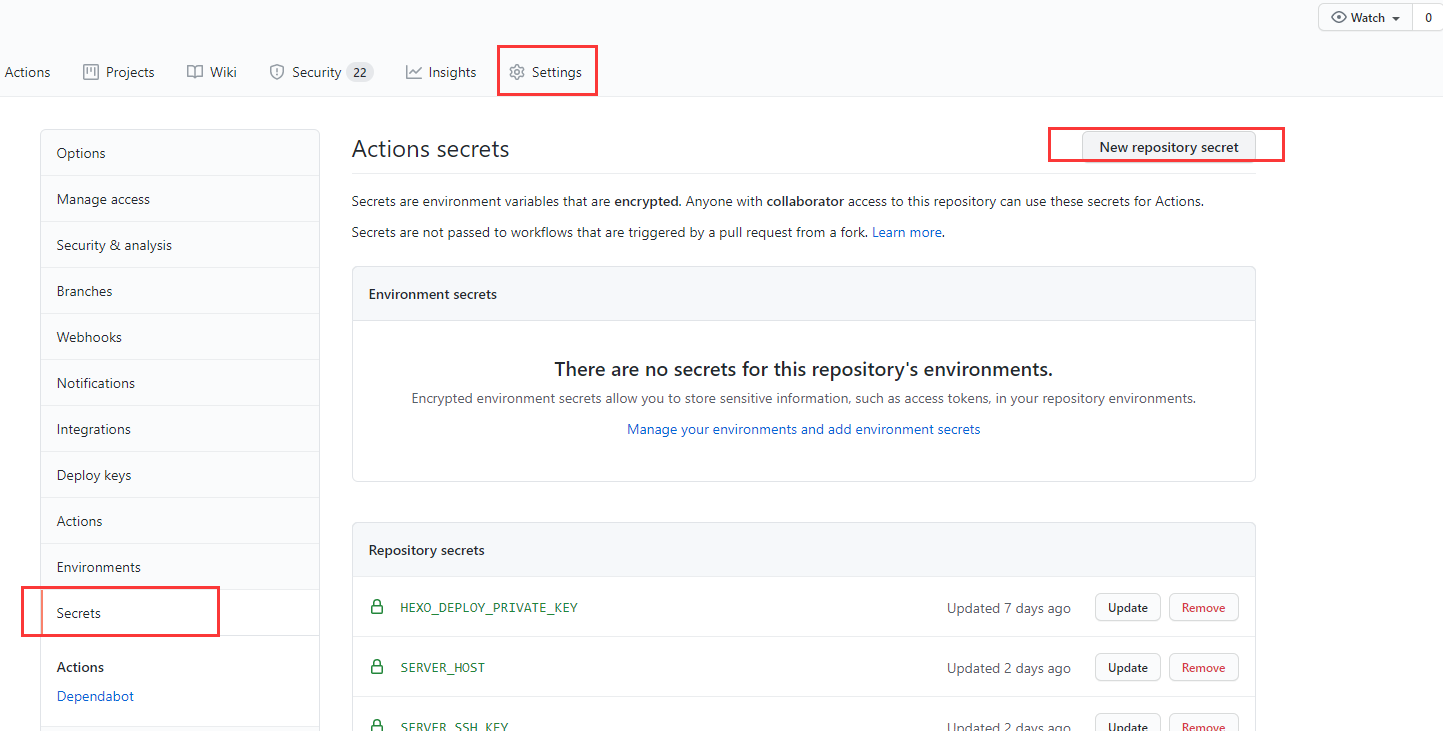 Watch 0
Actions Projects Wiki Security 22 Insights Settings
Options
Manage access
Security & analysis
Branches
Webhooks
Notifications
Integrations
Deploy keys
Actions
Environments
Secrets
Actions
Dependabot
Actions secrets
New repository secret
Secrets are environment variables that are encrypted. Anyone with collaborator access to this repository can use these secrets for Actions.
Secrets are not passed to workflows that are triggered by a pull request from a fork. Learn more.
Environment secrets
There are no secrets for this repository's environments.
Encrypted environment secrets allow you to store sensitive information, such as access tokens, in your repository environments.
Manage your environments and add environment secrets
Repository secrets
HEXO_DEPLOY_PRIVATE_KEY Updated 7 days ago Update Remove
SERVER_HOST Updated 2 days ago Update Remove
SERVER_SSH_KEY Updated 2 days ago Update Remove